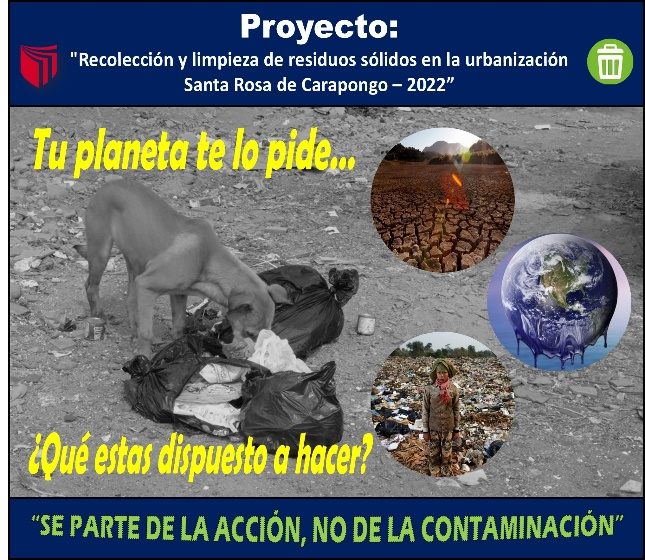 Proyecto:
"Recolección y limpieza de residuos sólidos en la urbanización
Santa Rosa de Carapongo – 2022”
Tu planeta te lo pide...
¿Qué estas dispuesto a hacer?
“SE PARTE DE LA ACCIÓN, NO DE LA CONTAMINACIÓN”